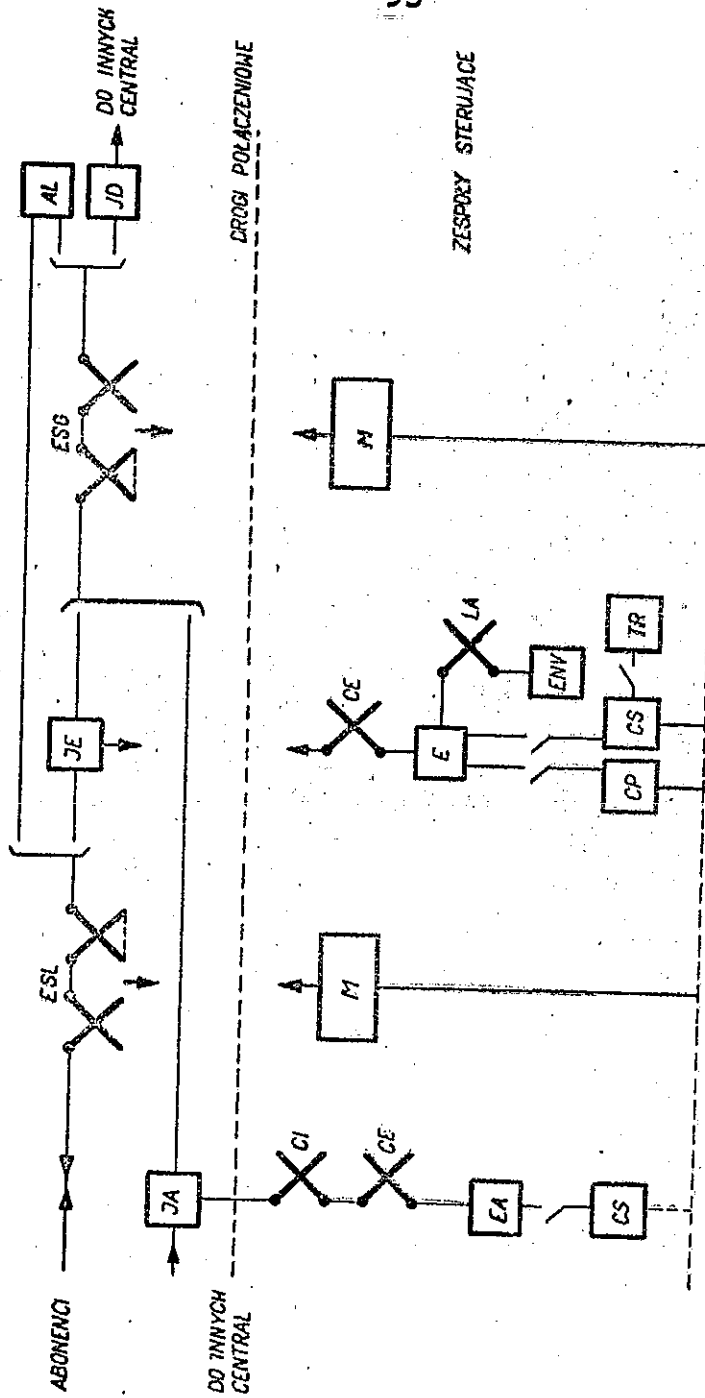 ABONENCI
ESL
JE
ESG
AL
JD
DO INNYCH
CENTRAL
JA
DO INNYCH
CENTRAL
DROGI POŁĄCZENIOWE
ZESPOŁY STERUJĄCE
CI
CE
EA
CS
M
CE
E
LA
ENV
CP
CS
TR
M